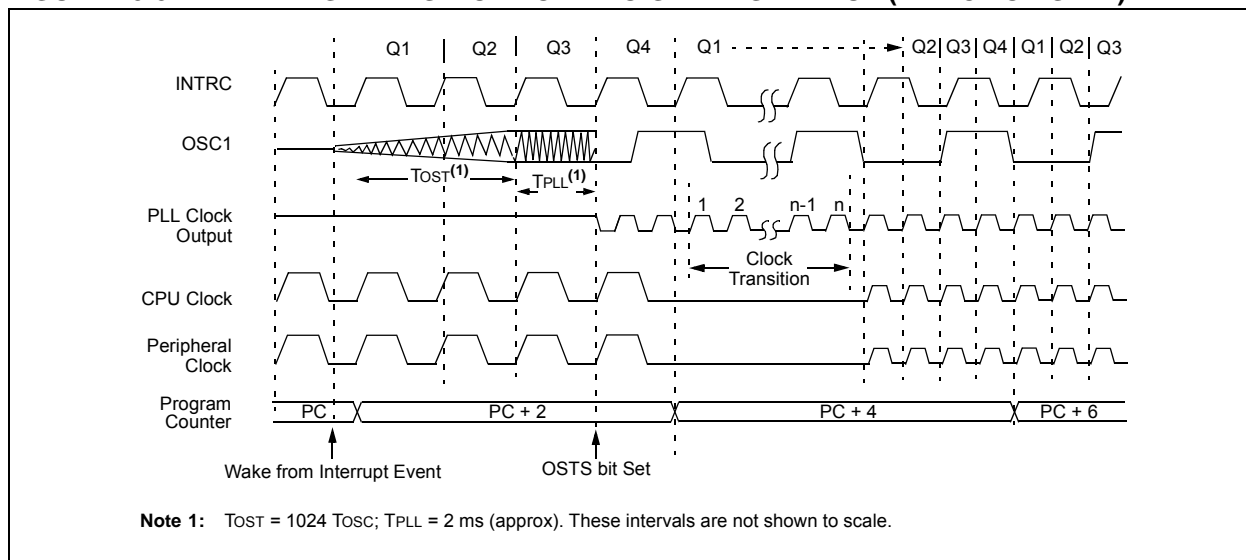 Q1 Q2 Q3 Q4 Q1 Q2 Q3 Q4 Q1 Q2 Q3
INTRC
OSC1
TOST(1) TPLL(1)
1 2 n-1 n
PLL Clock
Output
Clock
Transition
CPU Clock
Peripheral
Clock
Program
Counter
PC PC + 2 PC + 4 PC + 6
Wake from Interrupt Event OSTS bit Set
Note 1: TOST = 1024 TOSC; TPLL = 2 ms (approx). These intervals are not shown to scale.